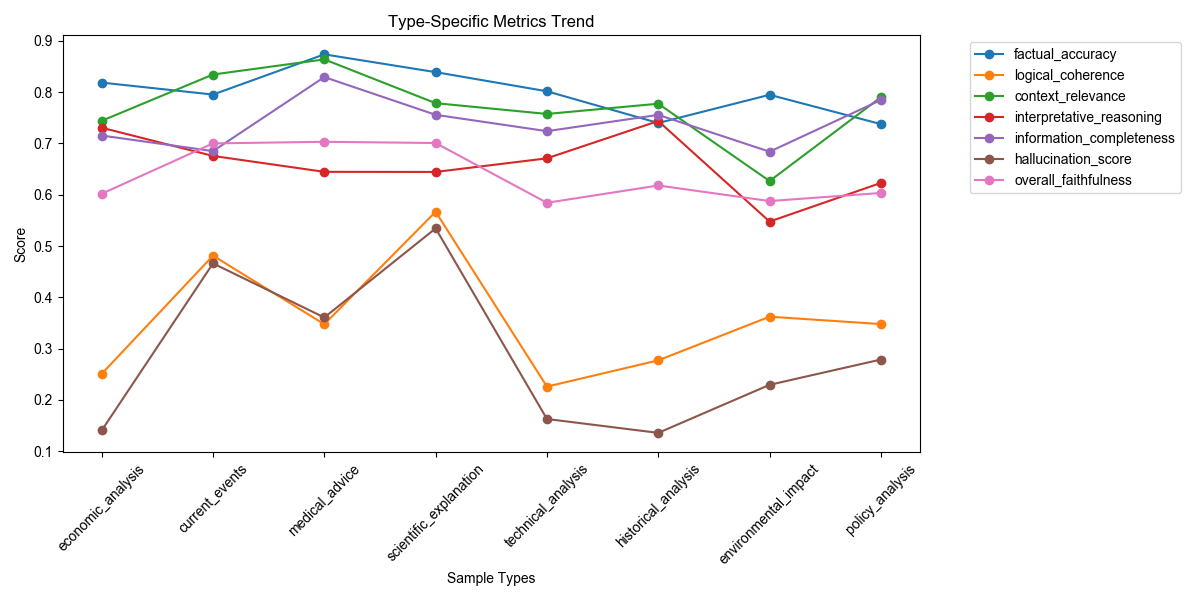 Type-Specific Metrics Trend
0.9
0.8
0.7
0.6
0.5
0.4
0.3
0.2
0.1
Score
economic_analysis
current_events
medical_advice
scientific_explanation
technical_analysis
historical_analysis
environmental_impact
policy_analysis
Sample Types
factual_accuracy
logical_coherence
context_relevance
interpretative_reasoning
information_completeness
hallucination_score
overall_faithfulness